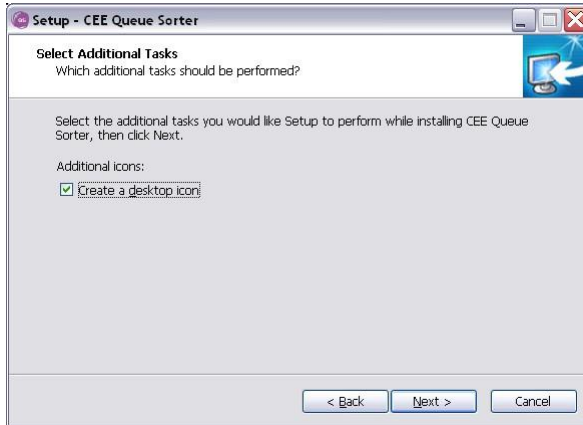 Setup - CEE Queue Sorter
Select Additional Tasks
Which additional tasks should be performed?
Select the additional tasks you would like Setup to perform while installing CEE Queue
Sorter, then click Next.
Additional icons:
Create a desktop icon
< Back Next > Cancel